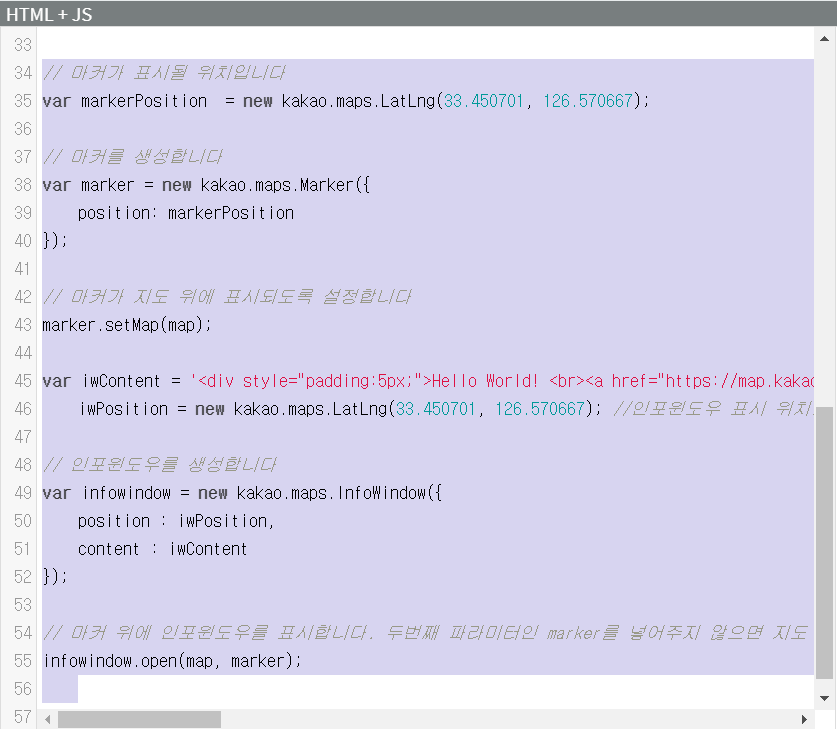 HTML + JS
33
34 // 마커가 표시될 위치입니다
35 var markerPosition  = new kakao.maps.LatLng(33.450701, 126.570667);
36
37 // 마커를 생성합니다
38 var marker = new kakao.maps.Marker({
39     position: markerPosition
40 });
41
42 // 마커가 지도 위에 표시되도록 설정합니다
43 marker.setMap(map);
44
45 var iwContent = '<div style="padding:5px;">Hello World! <br><a href="https://map.kakao
46     iwPosition = new kakao.maps.LatLng(33.450701, 126.570667); //인포윈도우 표시 위치
47
48 // 인포윈도우를 생성합니다
49 var infowindow = new kakao.maps.InfoWindow({
50     position : iwPosition,
51     content : iwContent
52 });
53
54 // 마커 위에 인포윈도우를 표시합니다. 두번째 파라미터인 marker를 넣어주지 않으면 지도
55 infowindow.open(map, marker);
56
57